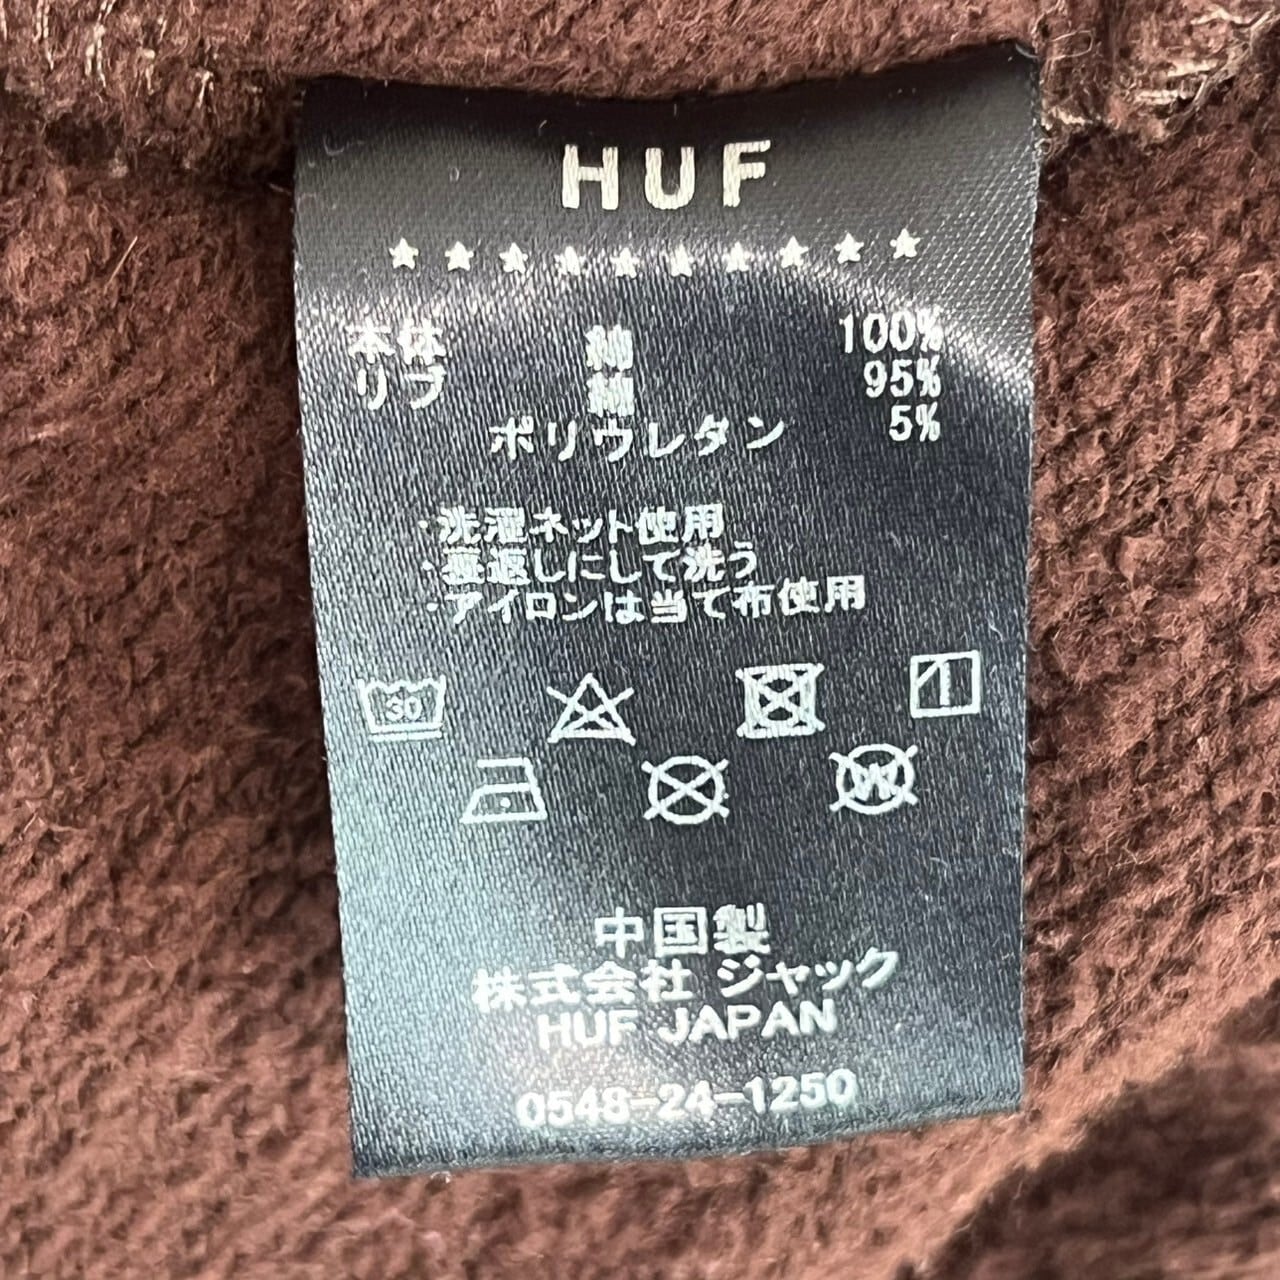 HUF
本体 綿 100%
リブ 綿 95%
ポリウレタン 5%
・洗濯ネット使用
・裏返しにして洗う
・アイロンは当て布使用
30
W
中国製
株式会社 ジャック
HUF JAPAN
0548-24-1250